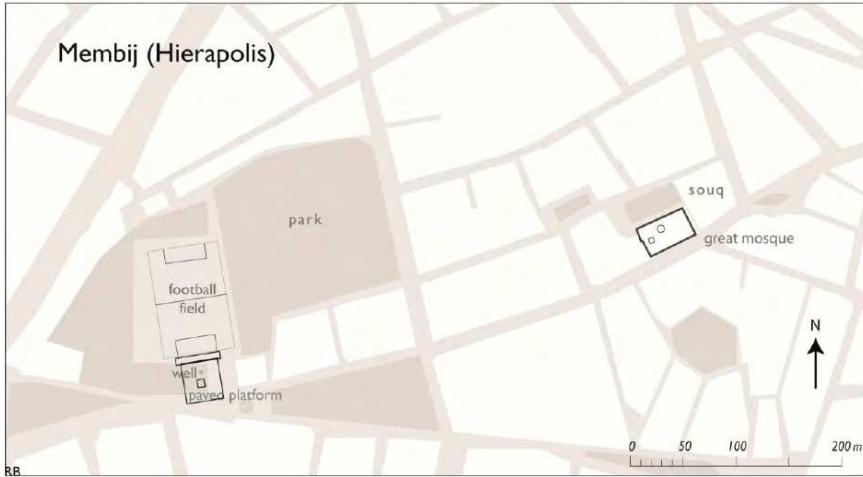 Membij (Hierapolis)
park
souq
great mosque
football
field
well
paved platform
N
0 50 100 200 m
RB